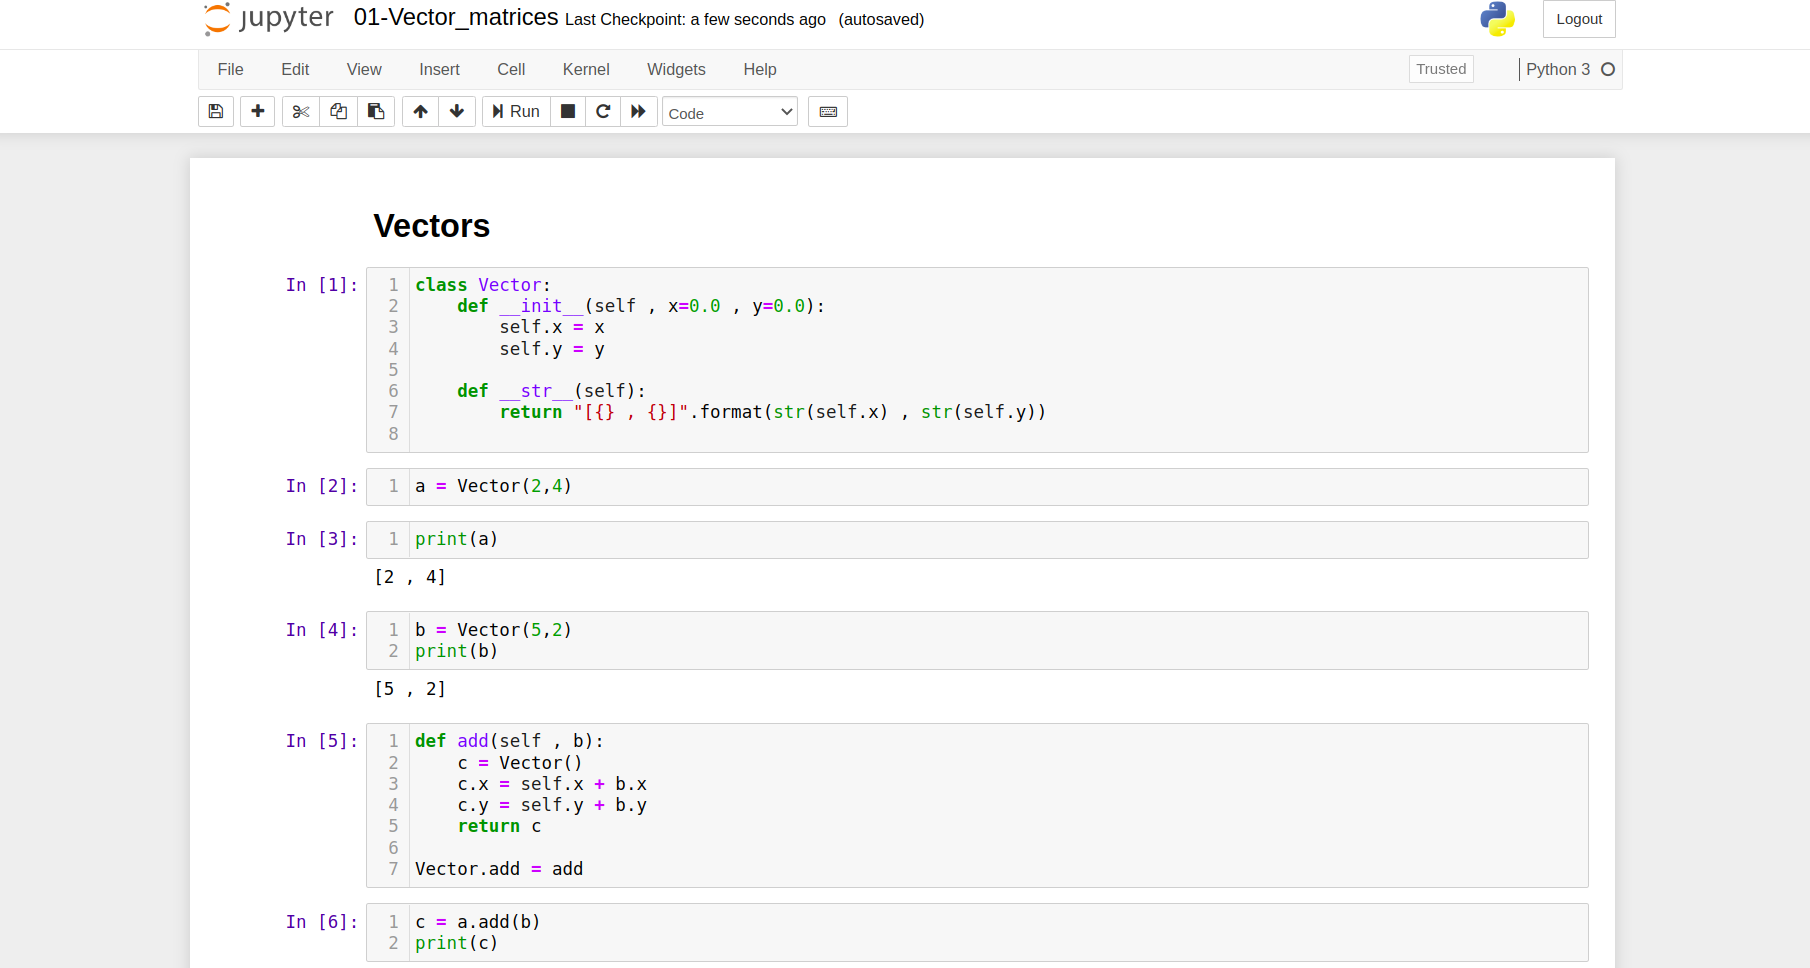 jupyter 01-Vector_matrices Last Checkpoint: a few seconds ago (autosaved)
Logout
File Edit View Insert Cell Kernel Widgets Help
Trusted
Python 3
Run
Code
Vectors
In [1]:
1 class Vector:
2     def __init__(self , x=0.0 , y=0.0):
3         self.x = x
4         self.y = y
5
6     def __str__(self):
7         return "[{} , {}]".format(str(self.x) , str(self.y))
8
In [2]:
1 a = Vector(2,4)
In [3]:
1 print(a)
[2 , 4]
In [4]:
1 b = Vector(5,2)
2 print(b)
[5 , 2]
In [5]:
1 def add(self , b):
2     c = Vector()
3     c.x = self.x + b.x
4     c.y = self.y + b.y
5     return c
6
7 Vector.add = add
In [6]:
1 c = a.add(b)
2 print(c)